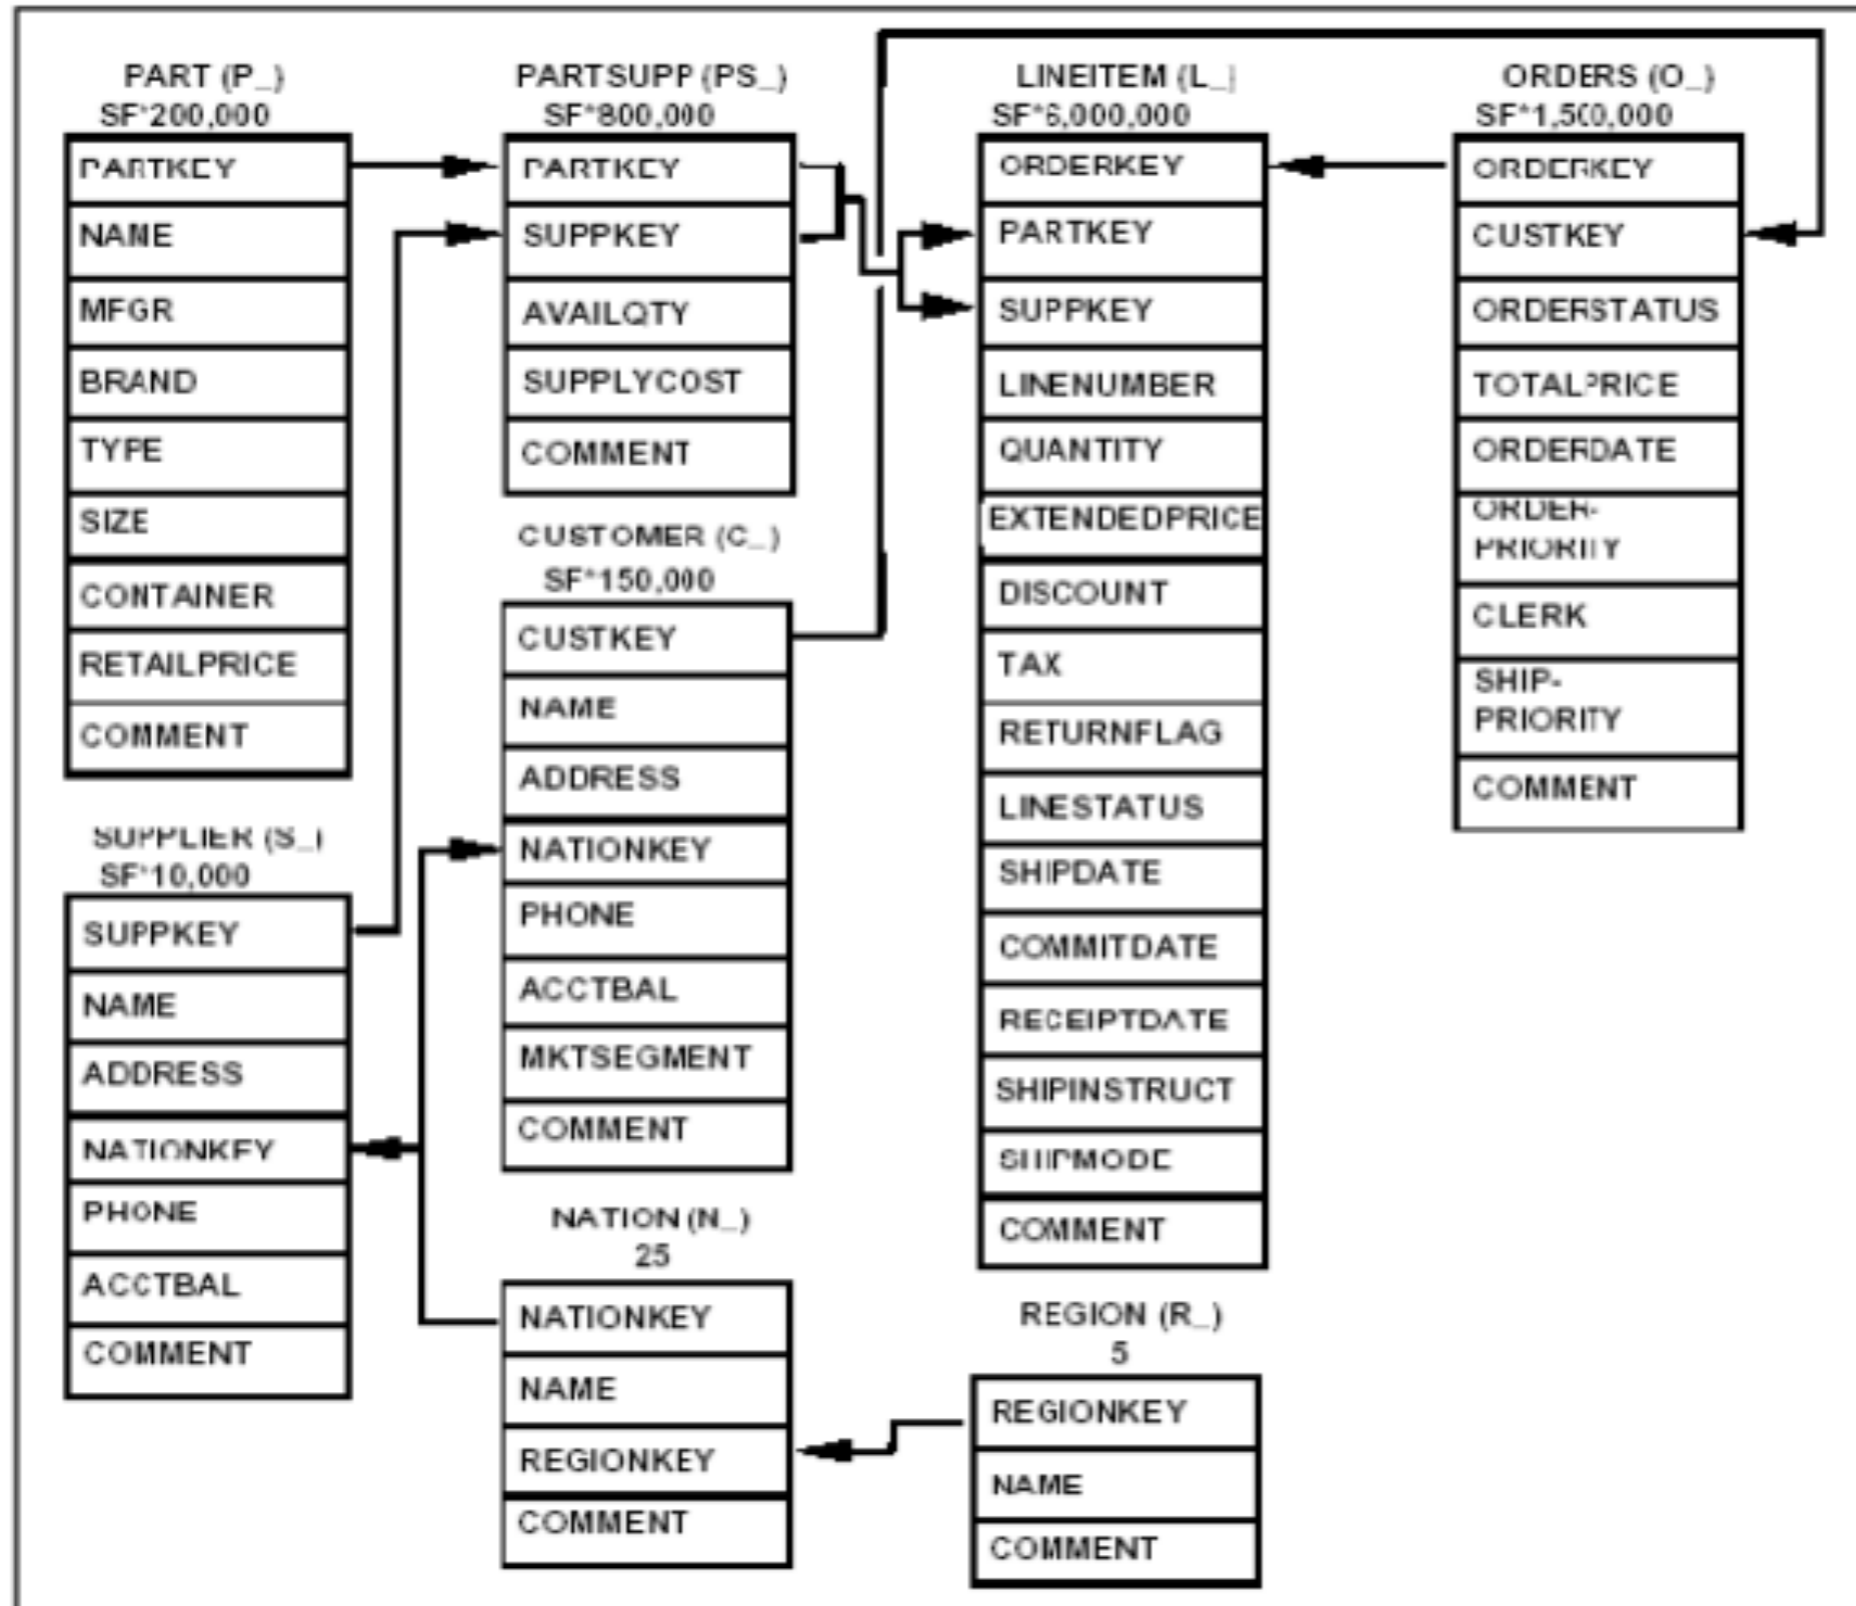 PART (P_)
SF*200,000
PARTKEY
NAME
MFGR
BRAND
TYPE
SIZE
CONTAINER
RETAILPRICE
COMMENT
SUPPLIER (S_)
SF*10,000
SUPPKEY
NAME
ADDRESS
NATIONKEY
PHONE
ACCTBAL
COMMENT
PARTSUPP (PS_)
SF*800,000
PARTKEY
SUPPKEY
AVAILQTY
SUPPLYCOST
COMMENT
CUSTOMER (C_)
SF*150,000
CUSTKEY
NAME
ADDRESS
NATIONKEY
PHONE
ACCTBAL
MKTSEGMENT
COMMENT
NATION (N_)
25
NATIONKEY
NAME
REGIONKEY
COMMENT
LINEITEM (L_)
SF*6,000,000
ORDERKEY
PARTKEY
SUPPKEY
LINENUMBER
QUANTITY
EXTENDEDPRICE
DISCOUNT
TAX
RETURNFLAG
LINESTATUS
SHIPDATE
COMMITDATE
RECEIPTDATE
SHIPINSTRUCT
SHIPMODE
COMMENT
REGION (R_)
5
REGIONKEY
NAME
COMMENT
ORDERS (O_)
SF*1,500,000
ORDERKEY
CUSTKEY
ORDERSTATUS
TOTALPRICE
ORDERDATE
ORDER-
PRIORITY
CLERK
SHIP-
PRIORITY
COMMENT